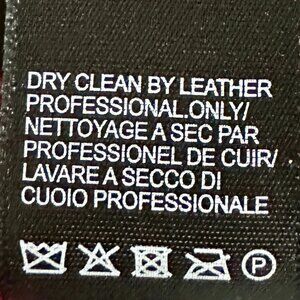 DRY CLEAN BY LEATHER
PROFESSIONAL.ONLY/
NETTOYAGE A SEC PAR
PROFESSIONEL DE CUIR/
LAVARE A SECCO DI
CUOIO PROFESSIONALE
P